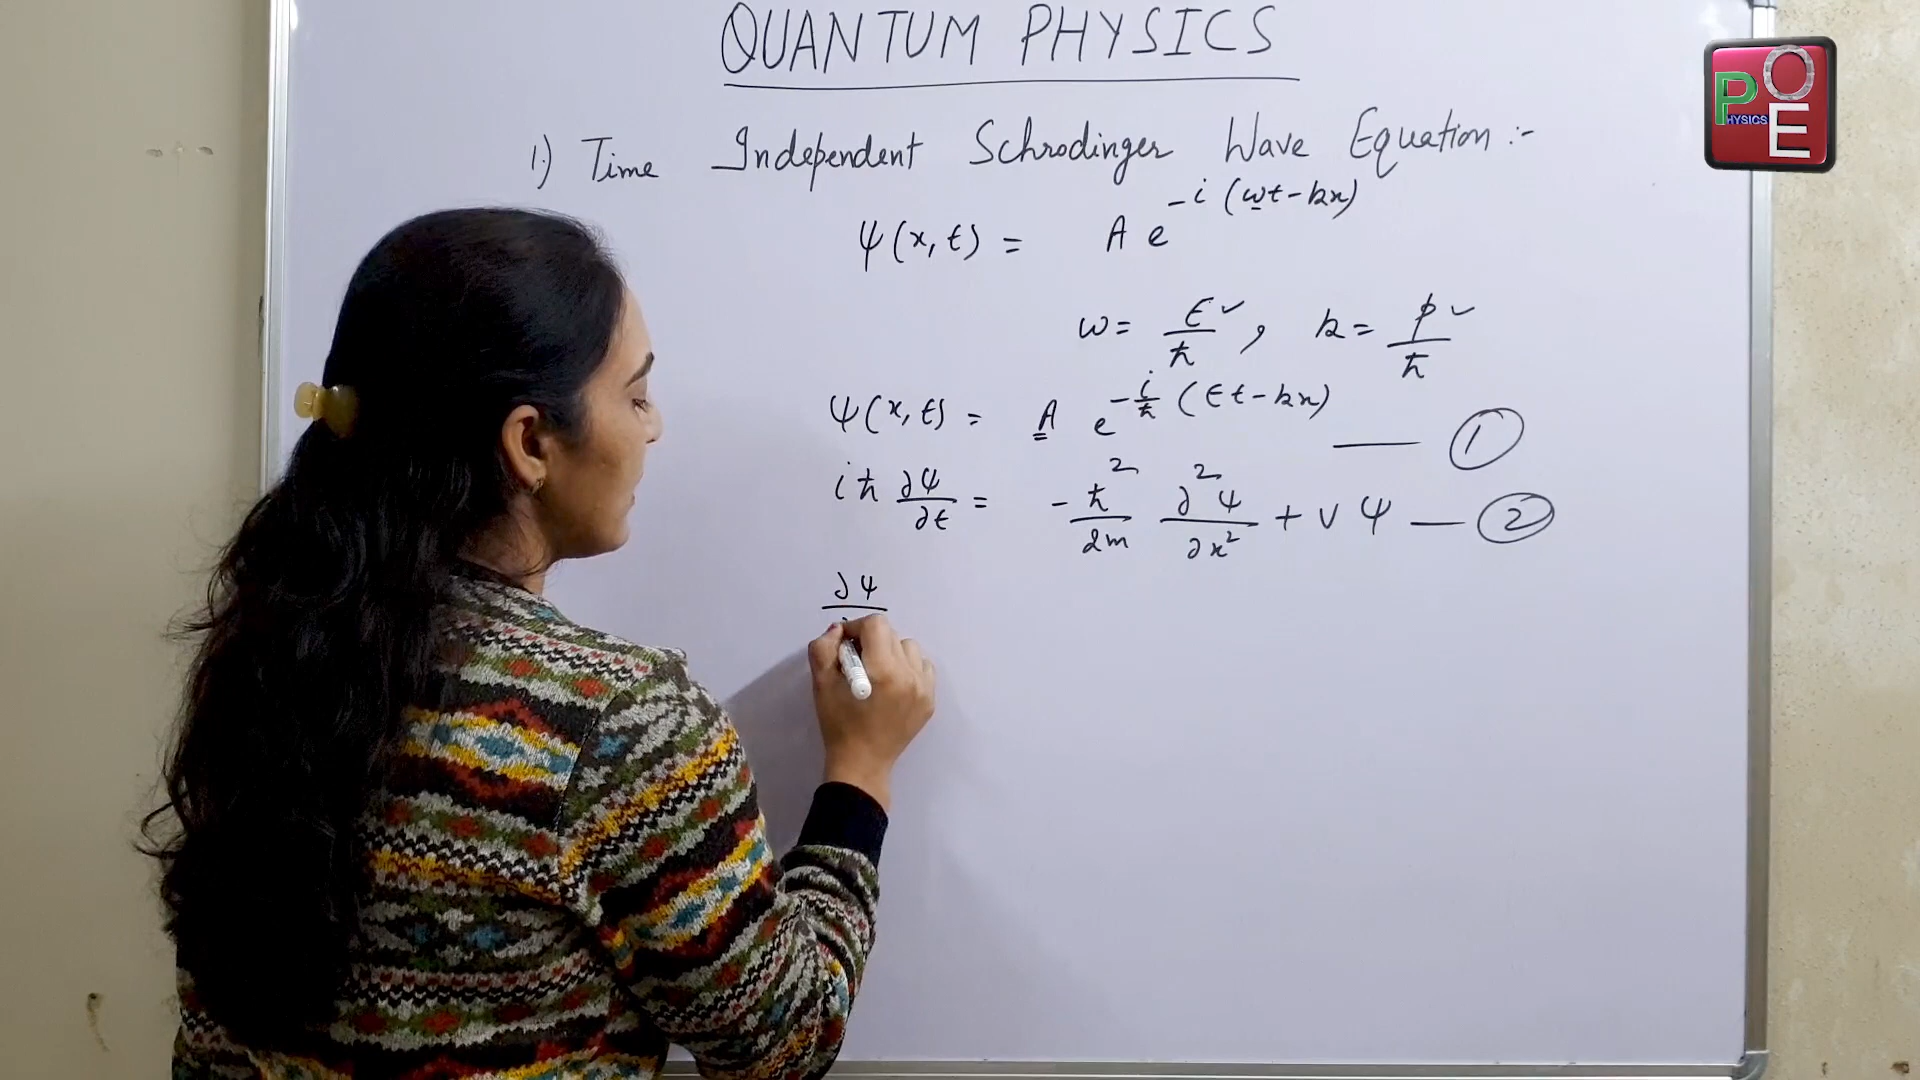 QUANTUM PHYSICS
1.) Time Independent Schrodinger Wave Equation :-
ψ(x,t) = A e^{-i(ωt-kx)}
ω = E/ħ, k = p/ħ
ψ(x,t) = A e^{-i/ħ (Et-kx)} — ①
iħ ∂ψ/∂t = -ħ²/2m ∂²ψ/∂x² + V ψ — ②
∂ψ
POE
PHYSICS